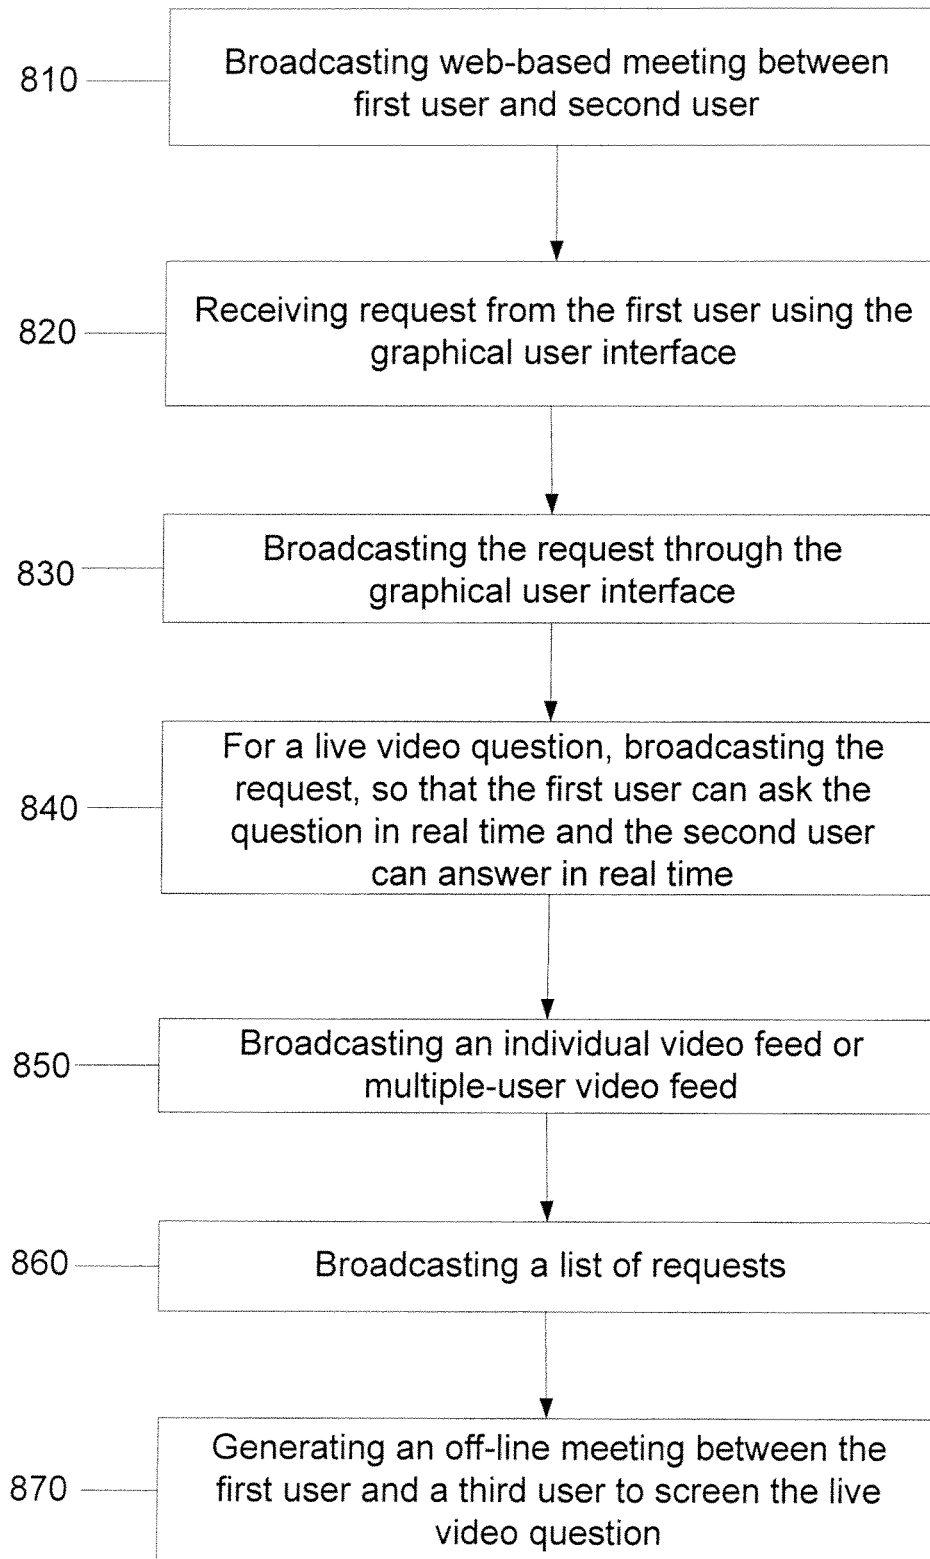 810
Broadcasting web-based meeting between
first user and second user
820
Receiving request from the first user using the
graphical user interface
830
Broadcasting the request through the
graphical user interface
840
For a live video question, broadcasting the
request, so that the first user can ask the
question in real time and the second user
can answer in real time
850
Broadcasting an individual video feed or
multiple-user video feed
860
Broadcasting a list of requests
870
Generating an off-line meeting between the
first user and a third user to screen the live
video question